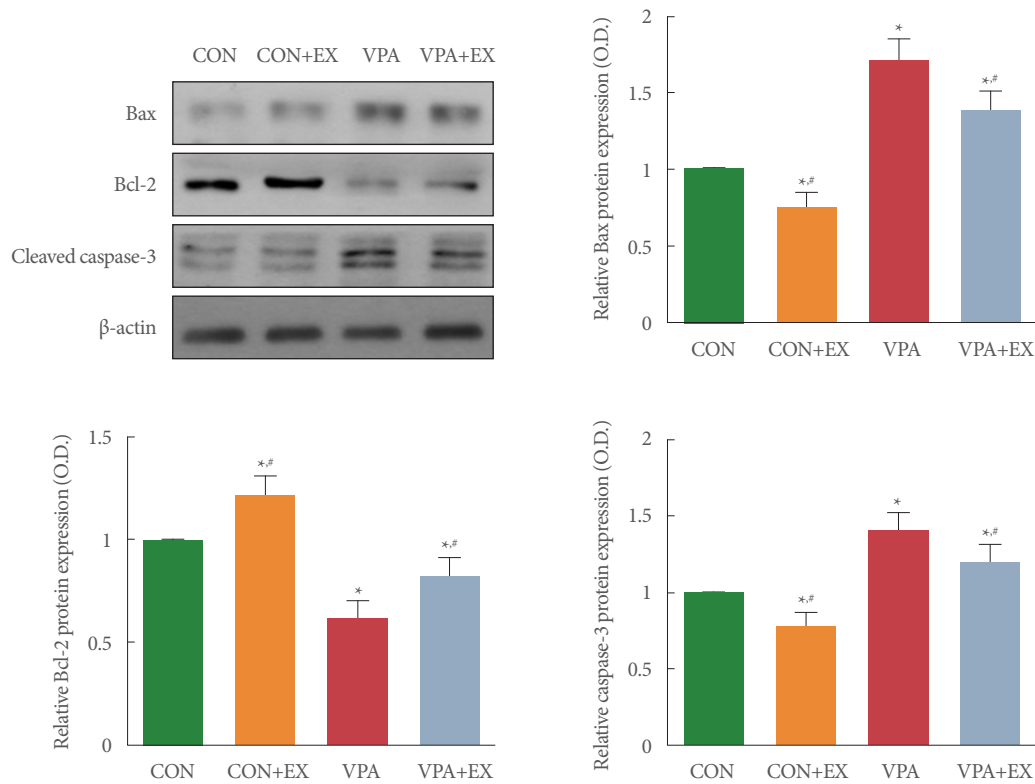 CON CON+EX VPA VPA+EX
Bax
Bcl-2
Cleaved caspase-3
β-actin
Relative Bax protein expression (O.D.)
2
1.5
1
0.5
0
*,#
*
*,#
CON CON+EX VPA VPA+EX
Relative Bcl-2 protein expression (O.D.)
1.5
1
0.5
0
*,#
*
*,#
CON CON+EX VPA VPA+EX
Relative caspase-3 protein expression (O.D.)
2
1.5
1
0.5
0
*,#
*
*,#
CON CON+EX VPA VPA+EX